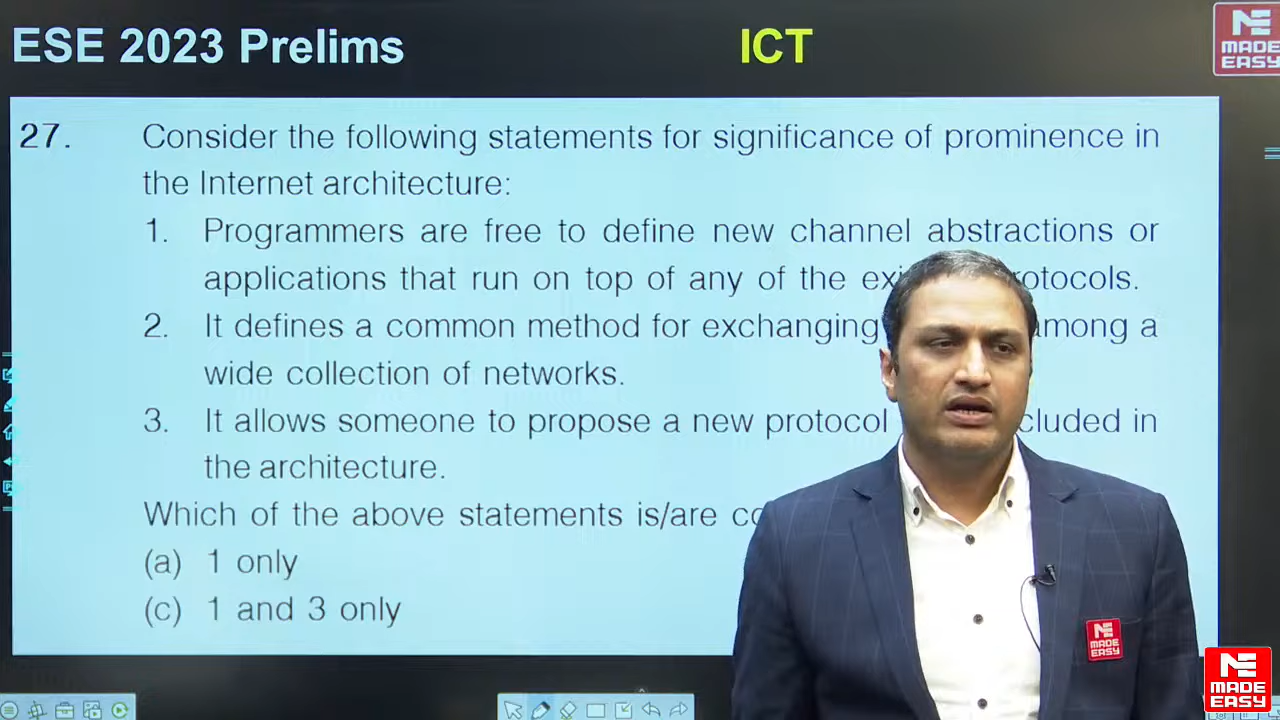 ESE 2023 Prelims
ICT
MADE
EASY
27. Consider the following statements for significance of prominence in
the Internet architecture:
1. Programmers are free to define new channel abstractions or
applications that run on top of any of the rotocols.
2. It defines a common method for exchanging among a
wide collection of networks.
3. It allows someone to propose a new protocol cluded in
the architecture.
Which of the above statements is/are
(a) 1 only
(c) 1 and 3 only
MADE
EASY
MADE
EASY